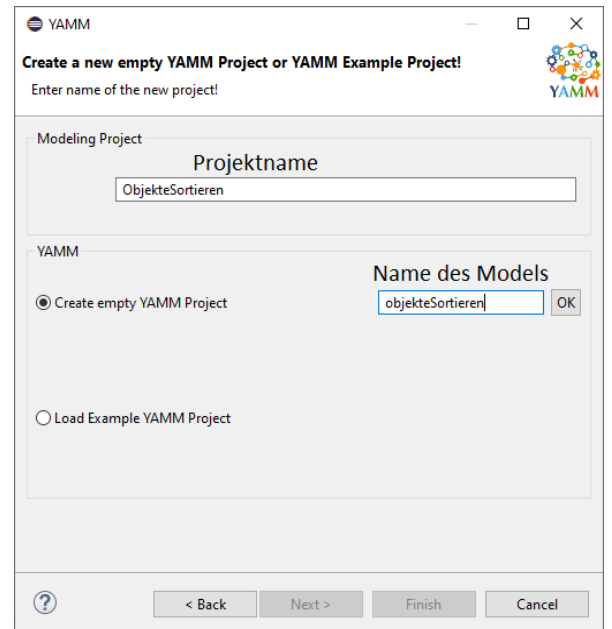 YAMM
Create a new empty YAMM Project or YAMM Example Project!
Enter name of the new project!
YAMM
Modeling Project
Projektname
ObjekteSortieren
YAMM
Name des Models
Create empty YAMM Project
objekteSortieren
OK
Load Example YAMM Project
?
< Back
Next >
Finish
Cancel